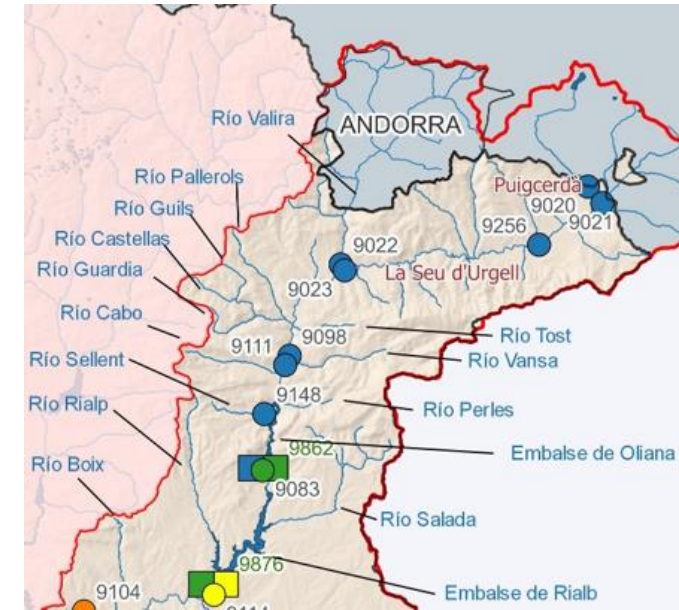 Río Valira
ANDORRA
Río Pallerols
Puigcerdà
Río Guils
9020
9256
9021
Río Castellas
9022
La Seu d'Urgell
Río Guardia
9023
Río Cabo
9098
Río Tost
9111
Río Vansa
Río Sellent
9148
Río Rialp
Río Perles
9862
Embalse de Oliana
Río Boix
9083
Río Salada
9876
9104
Embalse de Rialb
9114